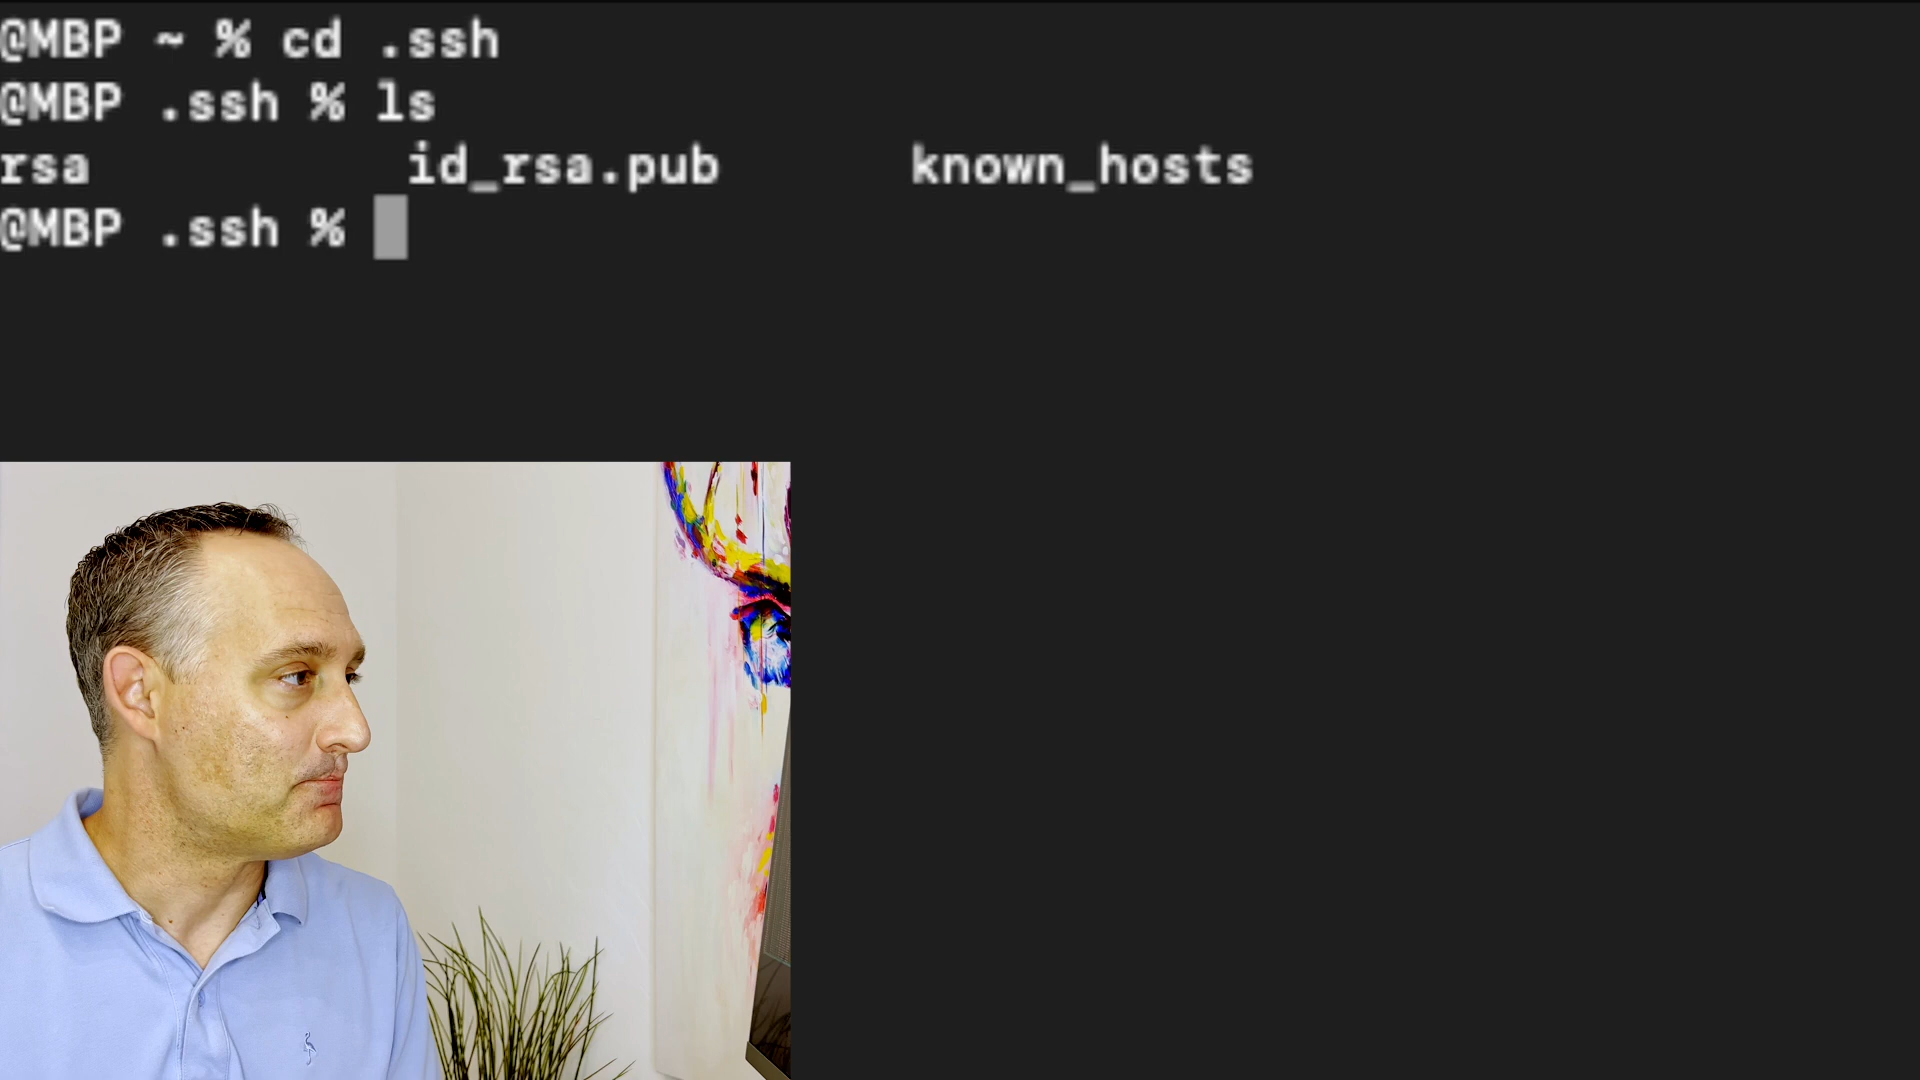 @MBP ~ % cd .ssh
@MBP .ssh % ls
rsa id_rsa.pub known_hosts
@MBP .ssh %